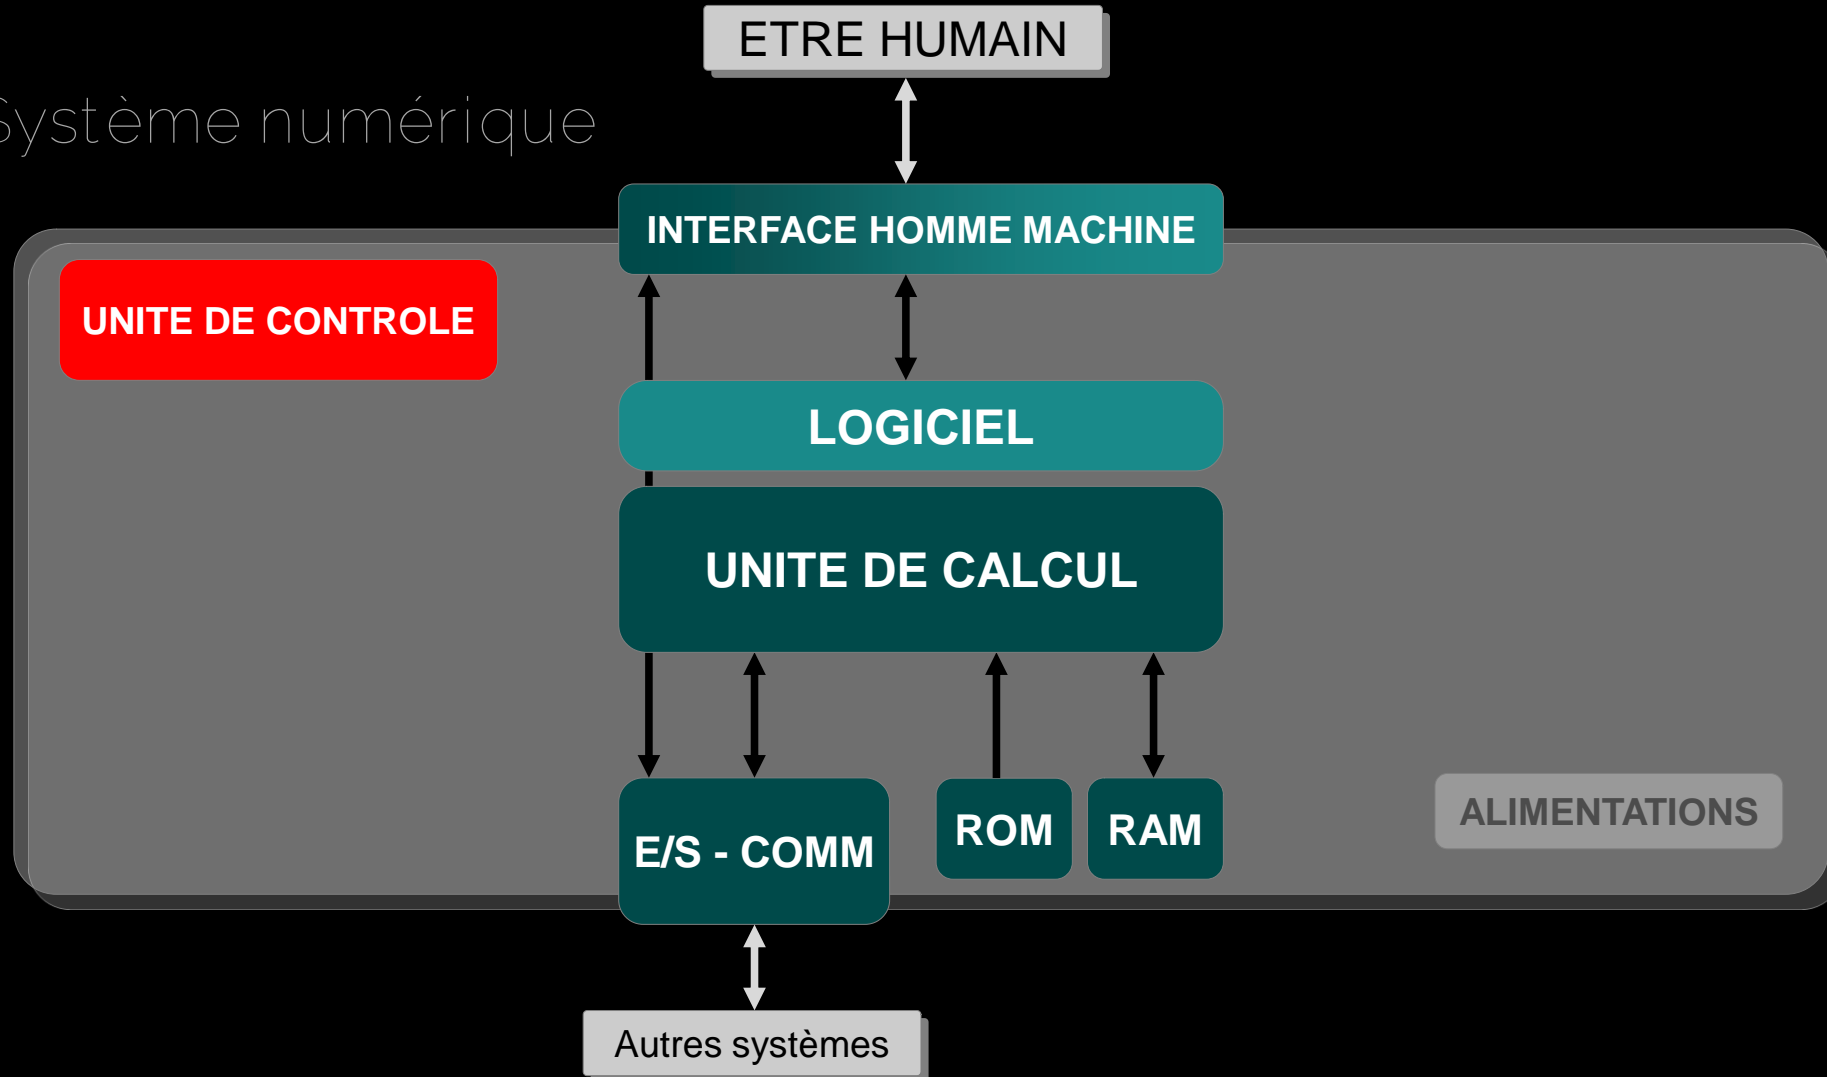 ETRE HUMAIN
Système numérique
INTERFACE HOMME MACHINE
UNITE DE CONTROLE
LOGICIEL
UNITE DE CALCUL
E/S - COMM
ROM
RAM
ALIMENTATIONS
Autres systèmes